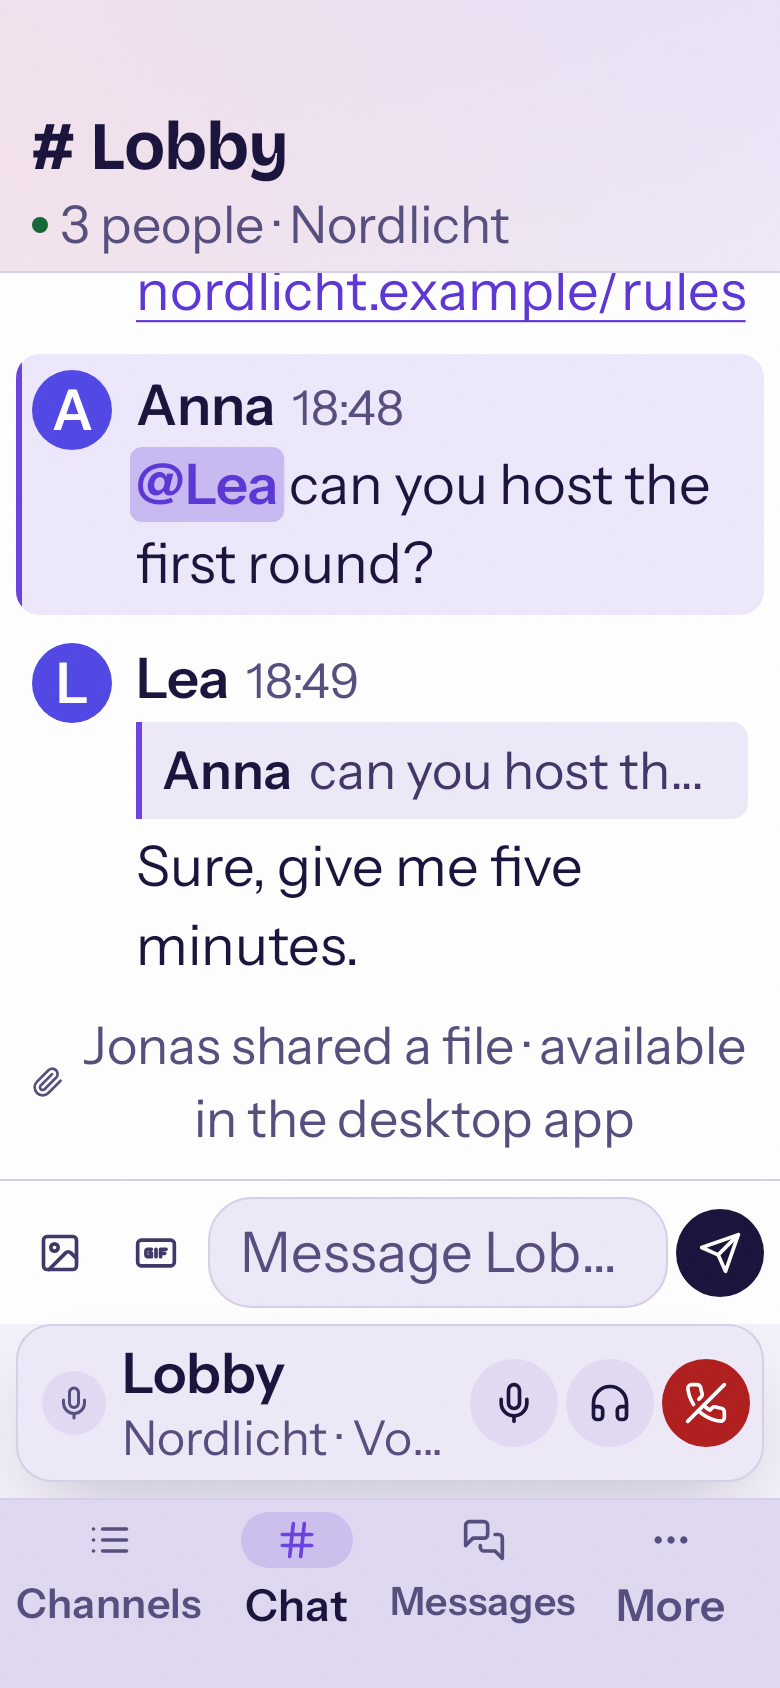 # Lobby
3 people · Nordlicht
nordlicht.example/rules
A
Anna 18:48
@Lea can you host the
first round?
L
Lea 18:49
Anna can you host th...
Sure, give me five
minutes.
Jonas shared a file · available
in the desktop app
GIF
Message Lob...
Lobby
Nordlicht · Vo...
Channels
Chat
Messages
More